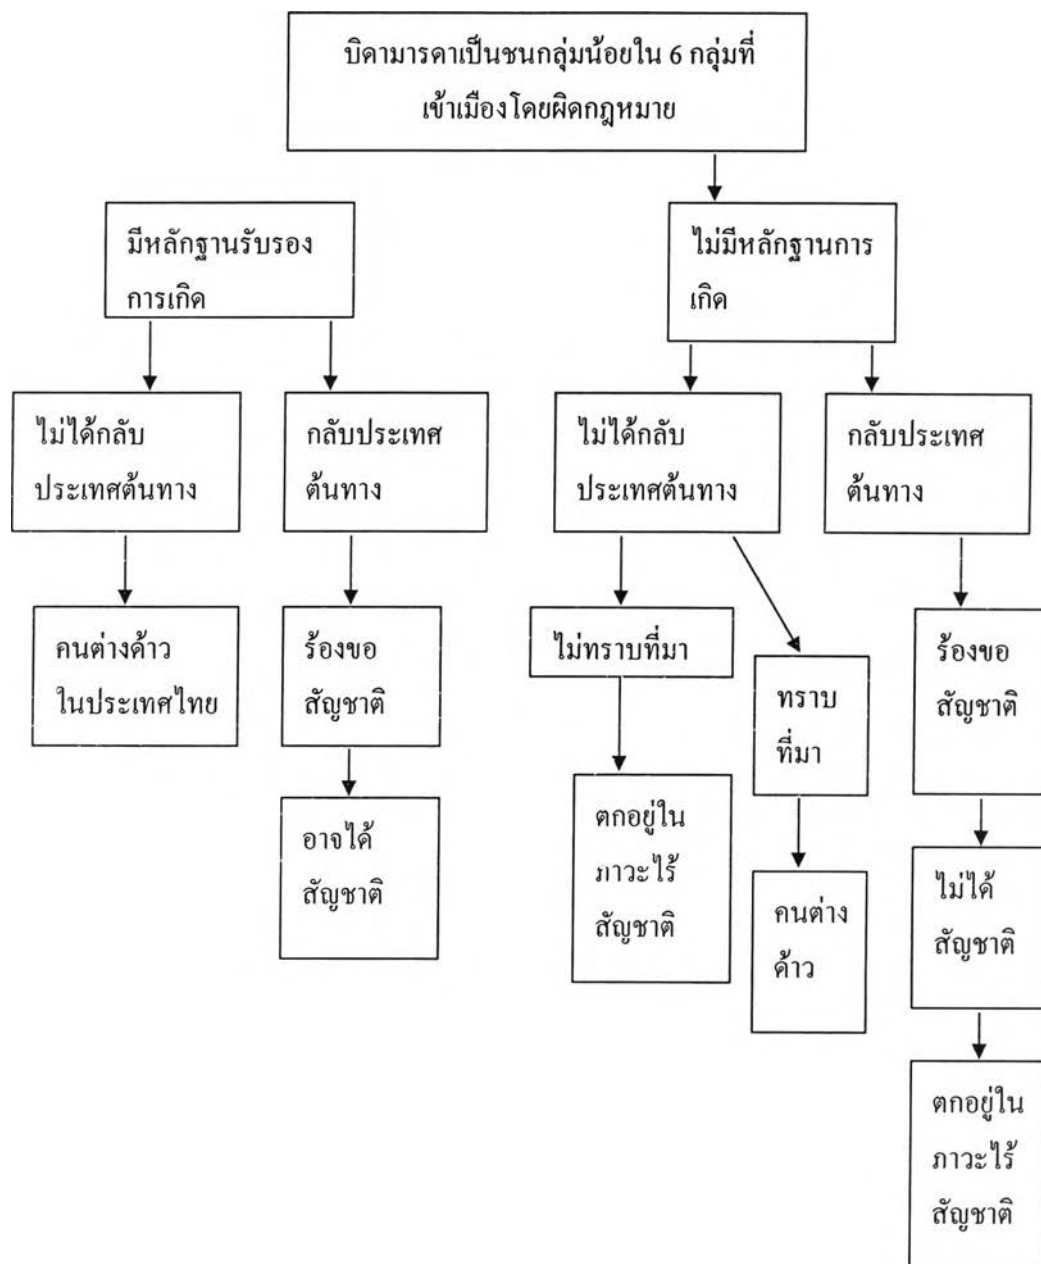 บิดามารดาเป็นชนกลุ่มน้อยใน 6 กลุ่มที่
เข้าเมืองโดยผิดกฎหมาย
มีหลักฐานรับรอง
การเกิด
ไม่มีหลักฐานการ
เกิด
ไม่ได้กลับ
ประเทศต้นทาง
กลับประเทศ
ต้นทาง
ไม่ได้กลับ
ประเทศต้นทาง
กลับประเทศ
ต้นทาง
คนต่างด้าว
ในประเทศไทย
ร้องขอ
สัญชาติ
ไม่ทราบที่มา
ทราบ
ที่มา
ร้องขอ
สัญชาติ
อาจได้
สัญชาติ
ตกอยู่ใน
ภาวะไร้
สัญชาติ
คนต่าง
ด้าว
ไม่ได้
สัญชาติ
ตกอยู่ใน
ภาวะไร้
สัญชาติ